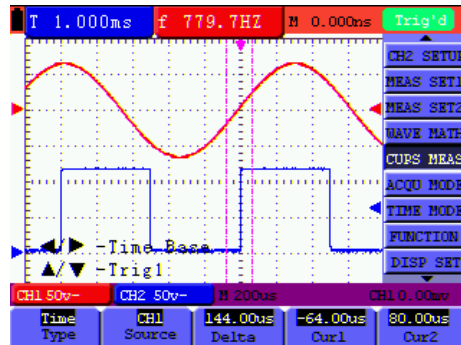 T 1.000ms f 779.7HZ M 0.000ns Trig'd
CH2 SETUP
MEAS SET1
MEAS SET2
WAVE MATH
CUPS MEAS
ACQU MODE
TIME MODE
FUNCTION
DISP SET
◀/▶ -Time Base
▲/▼ -Trig1
CH1 50v- CH2 50v- M 200us CH1 0.00mv
Time CH1 144.00us -64.00us 80.00us
Type Source Delta Cur1 Cur2